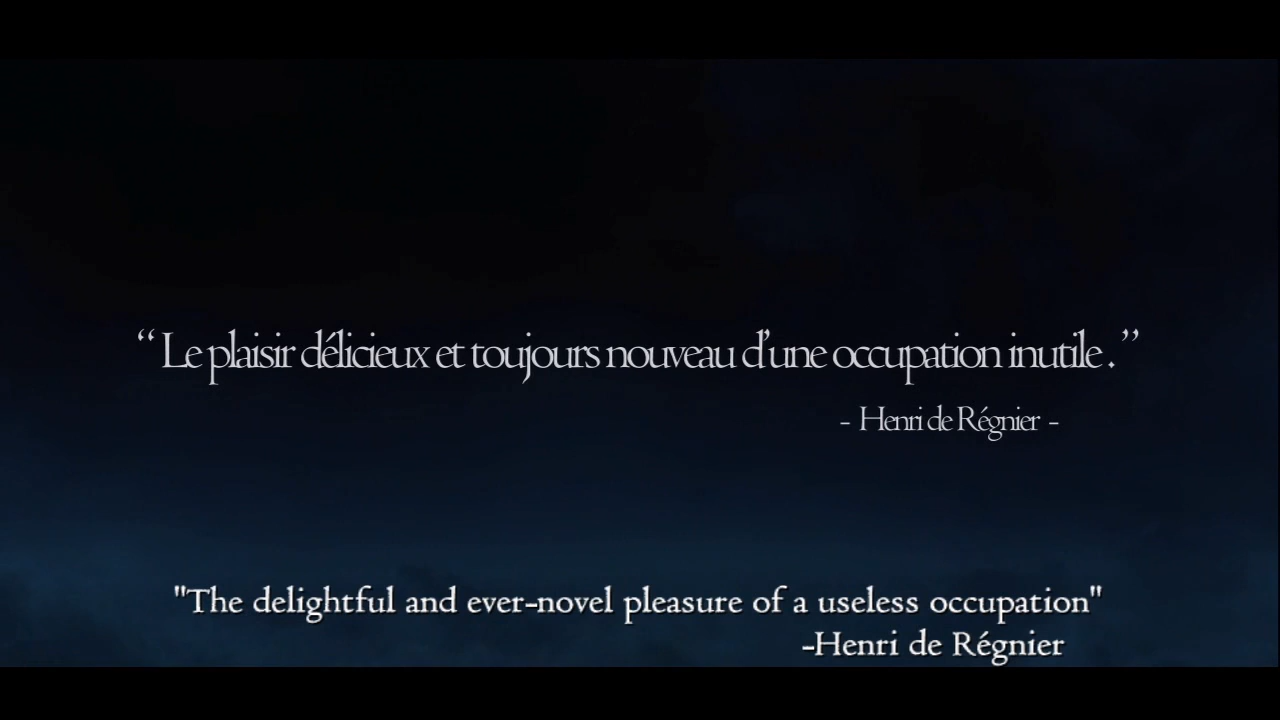 “ Le plaisir délicieux et toujours nouveau d’une occupation inutile . ”
- Henri de Régnier -
"The delightful and ever-novel pleasure of a useless occupation"
-Henri de Régnier